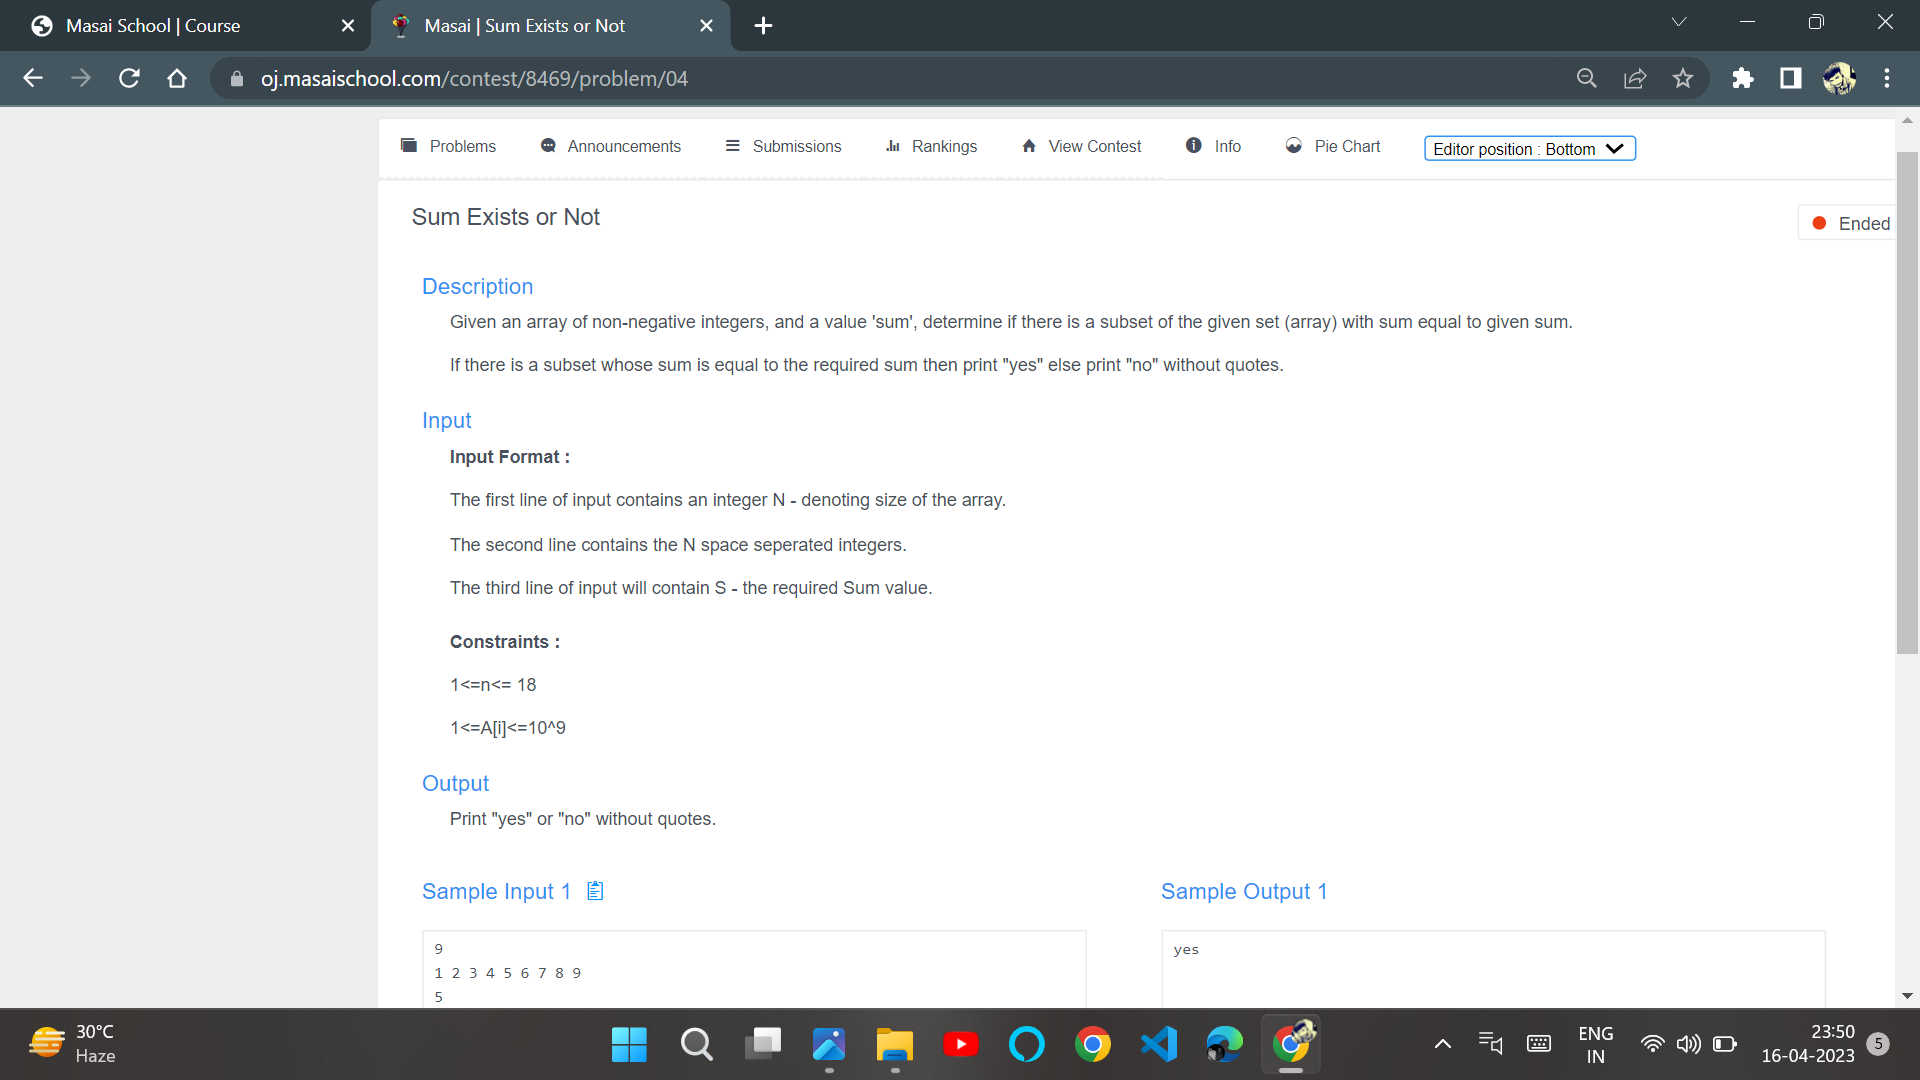 Masai School | Course
Masai | Sum Exists or Not
oj.masaischool.com/contest/8469/problem/04
Problems
Announcements
Submissions
Rankings
View Contest
Info
Pie Chart
Editor position : Bottom
Sum Exists or Not
Ended
Description
Given an array of non-negative integers, and a value 'sum', determine if there is a subset of the given set (array) with sum equal to given sum.
If there is a subset whose sum is equal to the required sum then print "yes" else print "no" without quotes.
Input
Input Format :
The first line of input contains an integer N - denoting size of the array.
The second line contains the N space seperated integers.
The third line of input will contain S - the required Sum value.
Constraints :
1<=n<= 18
1<=A[i]<=10^9
Output
Print "yes" or "no" without quotes.
Sample Input 1
Sample Output 1
9
1 2 3 4 5 6 7 8 9
5
yes
30°C
Haze
ENG
IN
23:50
16-04-2023
5